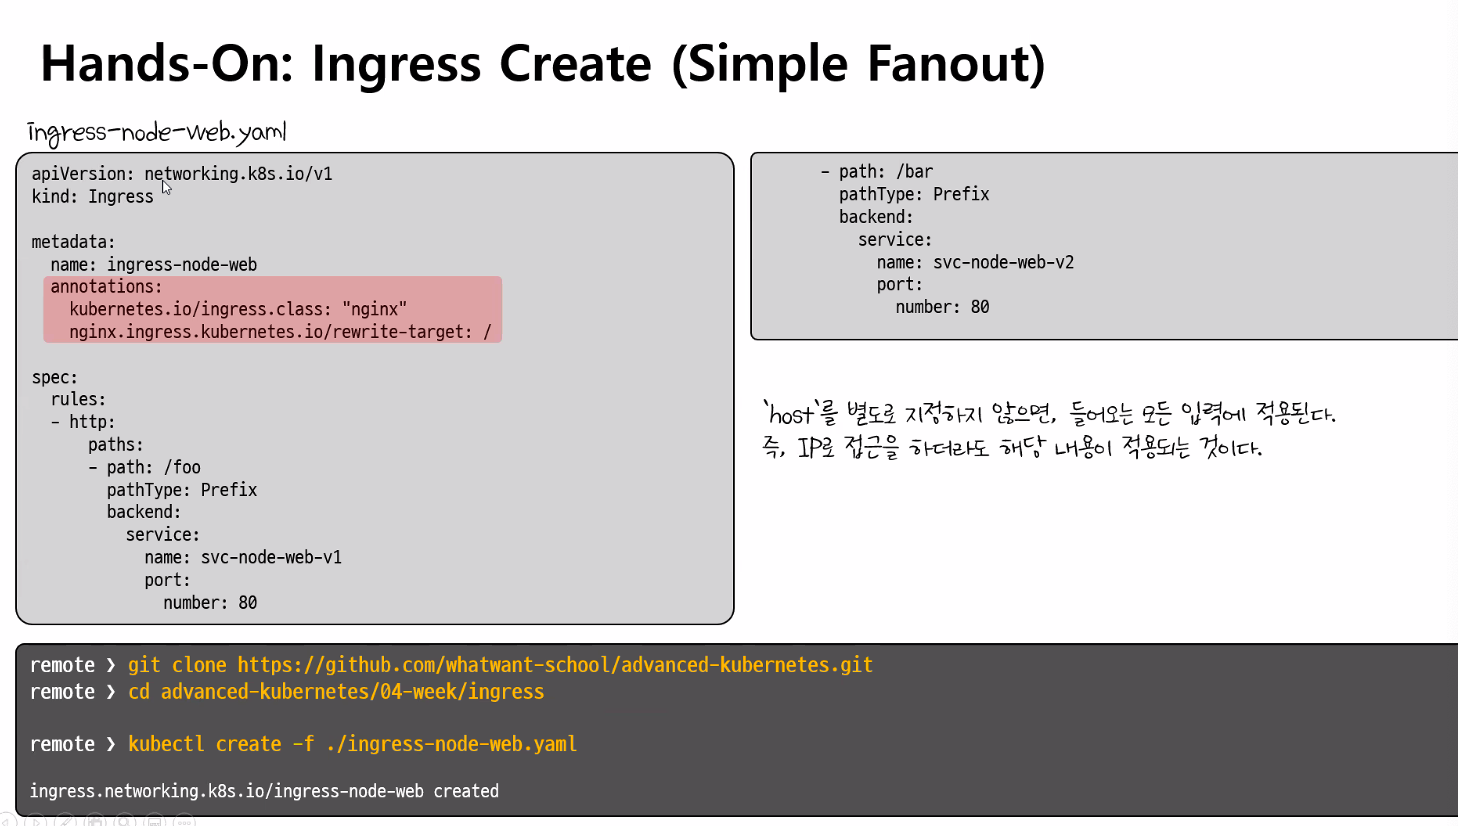 Hands-On: Ingress Create (Simple Fanout)
ingress-node-web.yaml
apiVersion: networking.k8s.io/v1
kind: Ingress
metadata:
  name: ingress-node-web
  annotations:
    kubernetes.io/ingress.class: "nginx"
    nginx.ingress.kubernetes.io/rewrite-target: /
spec:
  rules:
  - http:
      paths:
      - path: /foo
        pathType: Prefix
        backend:
          service:
            name: svc-node-web-v1
            port:
              number: 80
      - path: /bar
        pathType: Prefix
        backend:
          service:
            name: svc-node-web-v2
            port:
              number: 80
'host'를 별도로 지정하지 않으면, 들어오는 모든 입력에 적용된다.
즉, IP로 접근을 하더라도 해당 내용이 적용되는 것이다.
remote ❯ git clone https://github.com/whatwant-school/advanced-kubernetes.git
remote ❯ cd advanced-kubernetes/04-week/ingress
remote ❯ kubectl create -f ./ingress-node-web.yaml
ingress.networking.k8s.io/ingress-node-web created